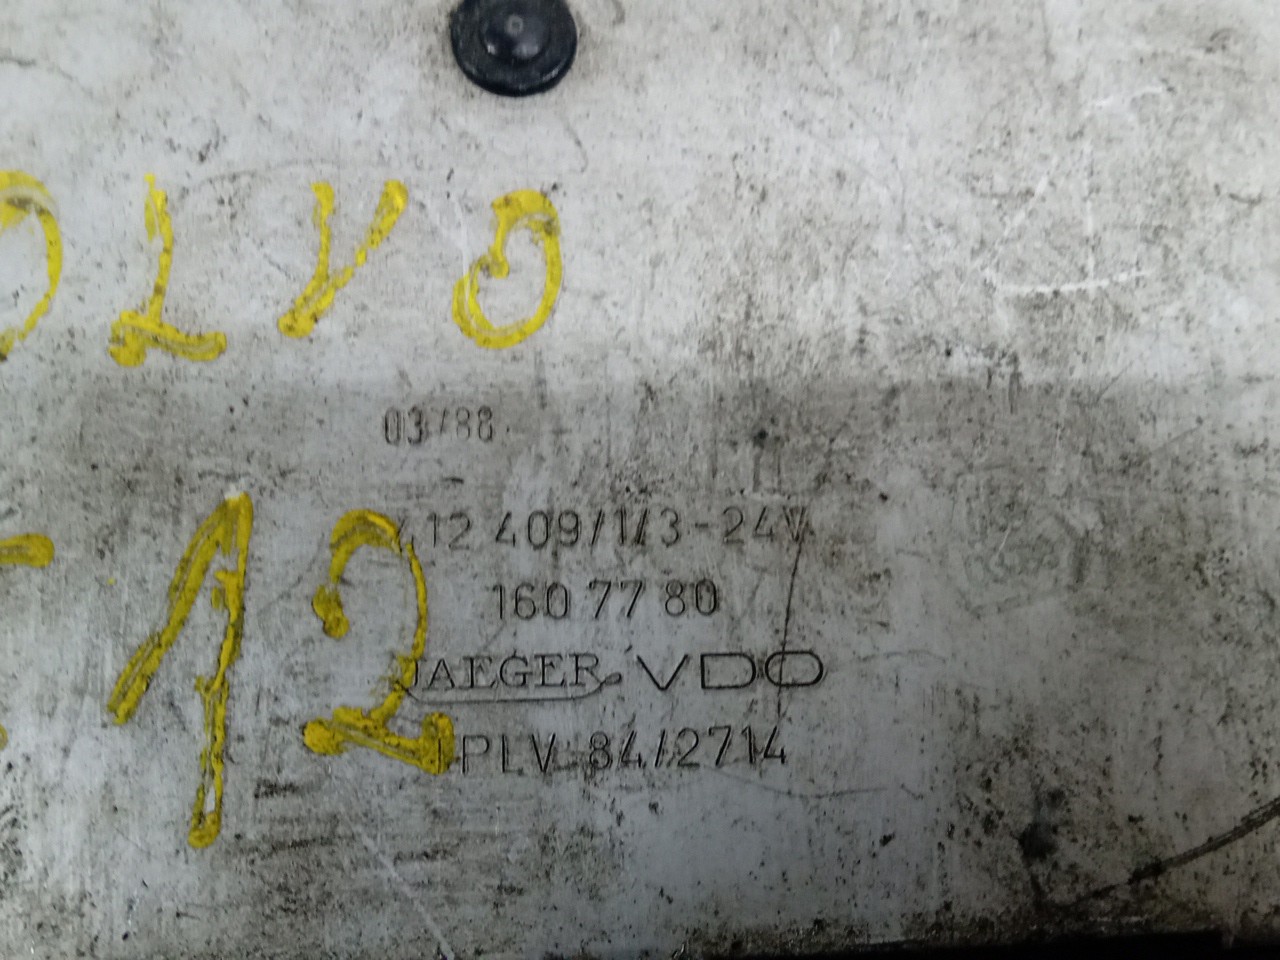 OLVO
03/88
412 409/1/3-24V
160 77 80
-12
JAEGER VDO
PLV 84/2714